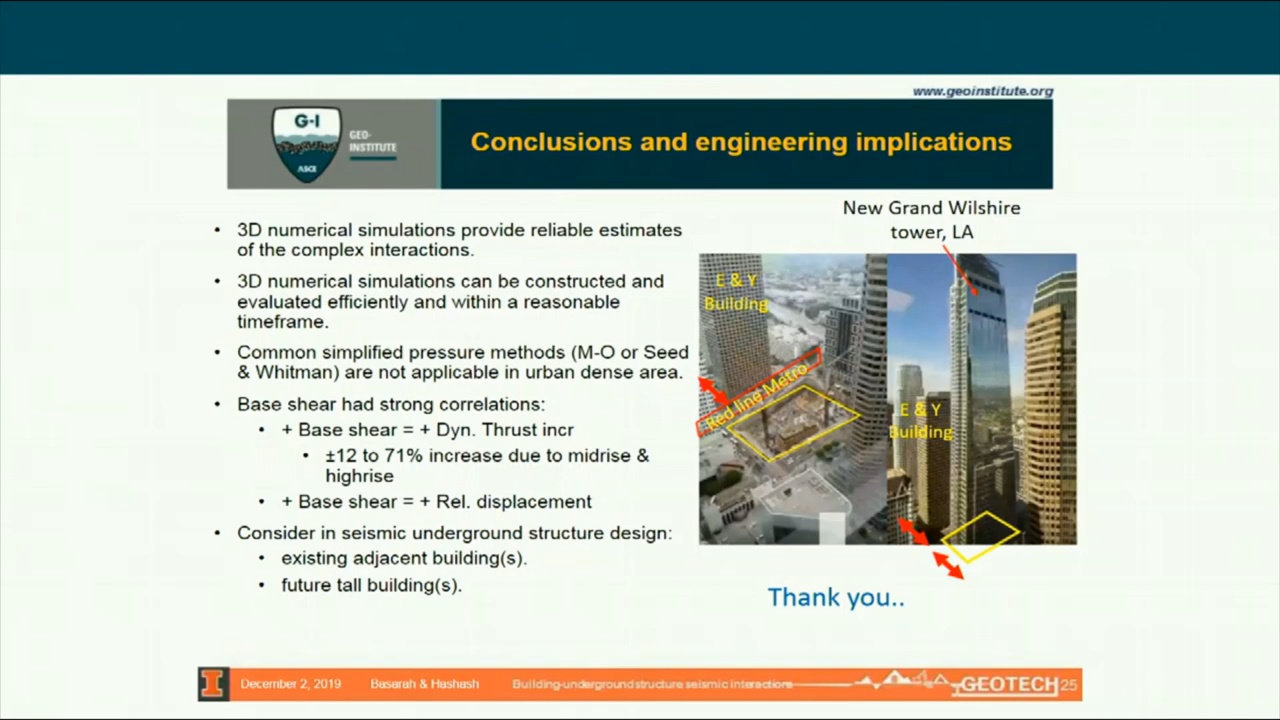 www.geoinstitute.org
G-I
GEO-
INSTITUTE
ASCE
Conclusions and engineering implications
• 3D numerical simulations provide reliable estimates
of the complex interactions.
• 3D numerical simulations can be constructed and
evaluated efficiently and within a reasonable
timeframe.
• Common simplified pressure methods (M-O or Seed
& Whitman) are not applicable in urban dense area.
• Base shear had strong correlations:
• + Base shear = + Dyn. Thrust incr
• ±12 to 71% increase due to midrise &
highrise
• + Base shear = + Rel. displacement
• Consider in seismic underground structure design:
• existing adjacent building(s).
• future tall building(s).
New Grand Wilshire
tower, LA
E & Y
Building
Red line Metro
E & Y
Building
Thank you..
I
December 2, 2019
Basarah & Hashash
Building-underground structure seismic interactions
GEOTECH
25